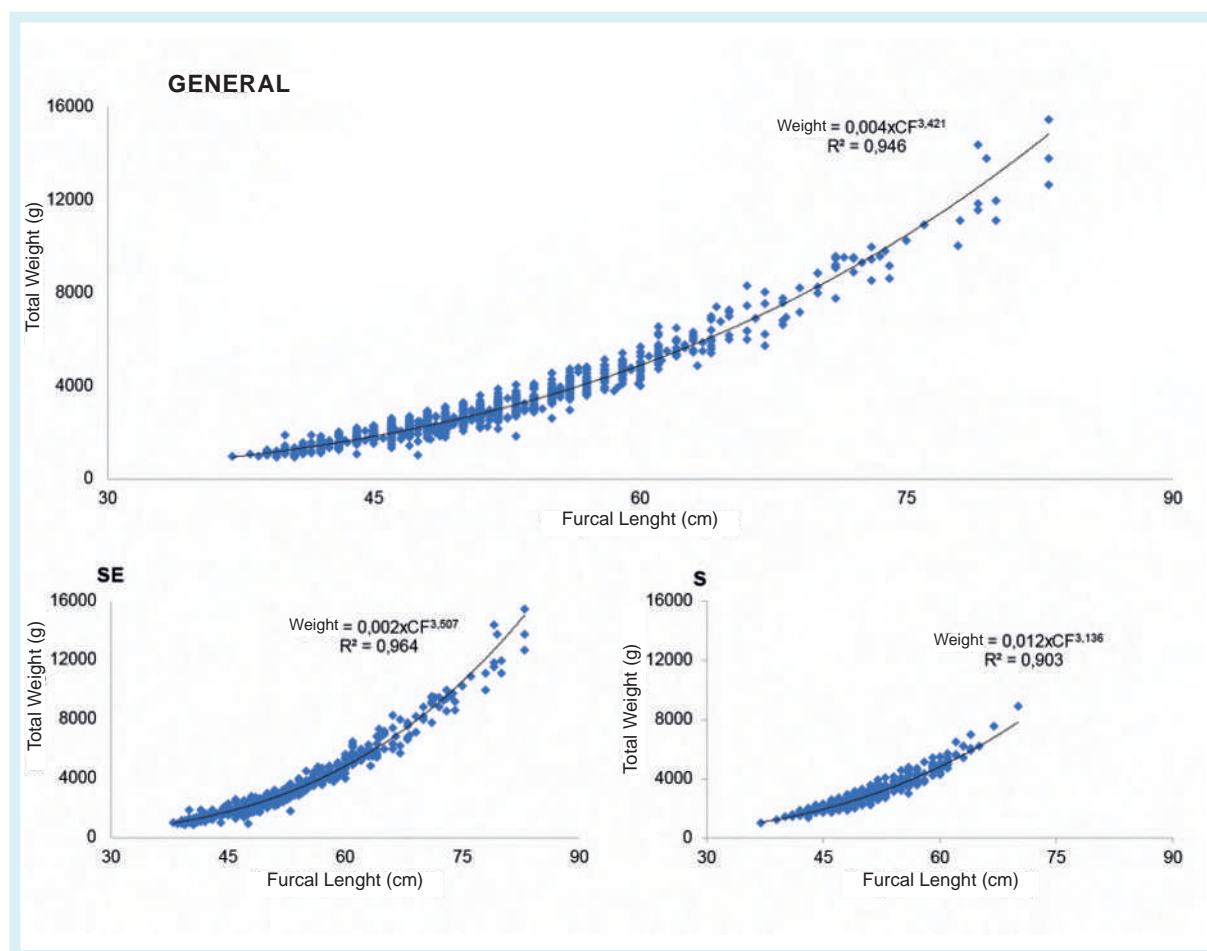 GENERAL
16000
12000
8000
4000
0
Total Weight (g)
Weight = 0,004xCF3,421
R² = 0,946
30
45
60
75
90
Furcal Lenght (cm)
SE
16000
12000
8000
4000
0
Total Weight (g)
Weight = 0,002xCF3,507
R² = 0,964
30
45
60
75
90
Furcal Lenght (cm)
S
16000
12000
8000
4000
0
Total Weight (g)
Weight = 0,012xCF3,136
R² = 0,903
30
45
60
75
90
Furcal Lenght (cm)